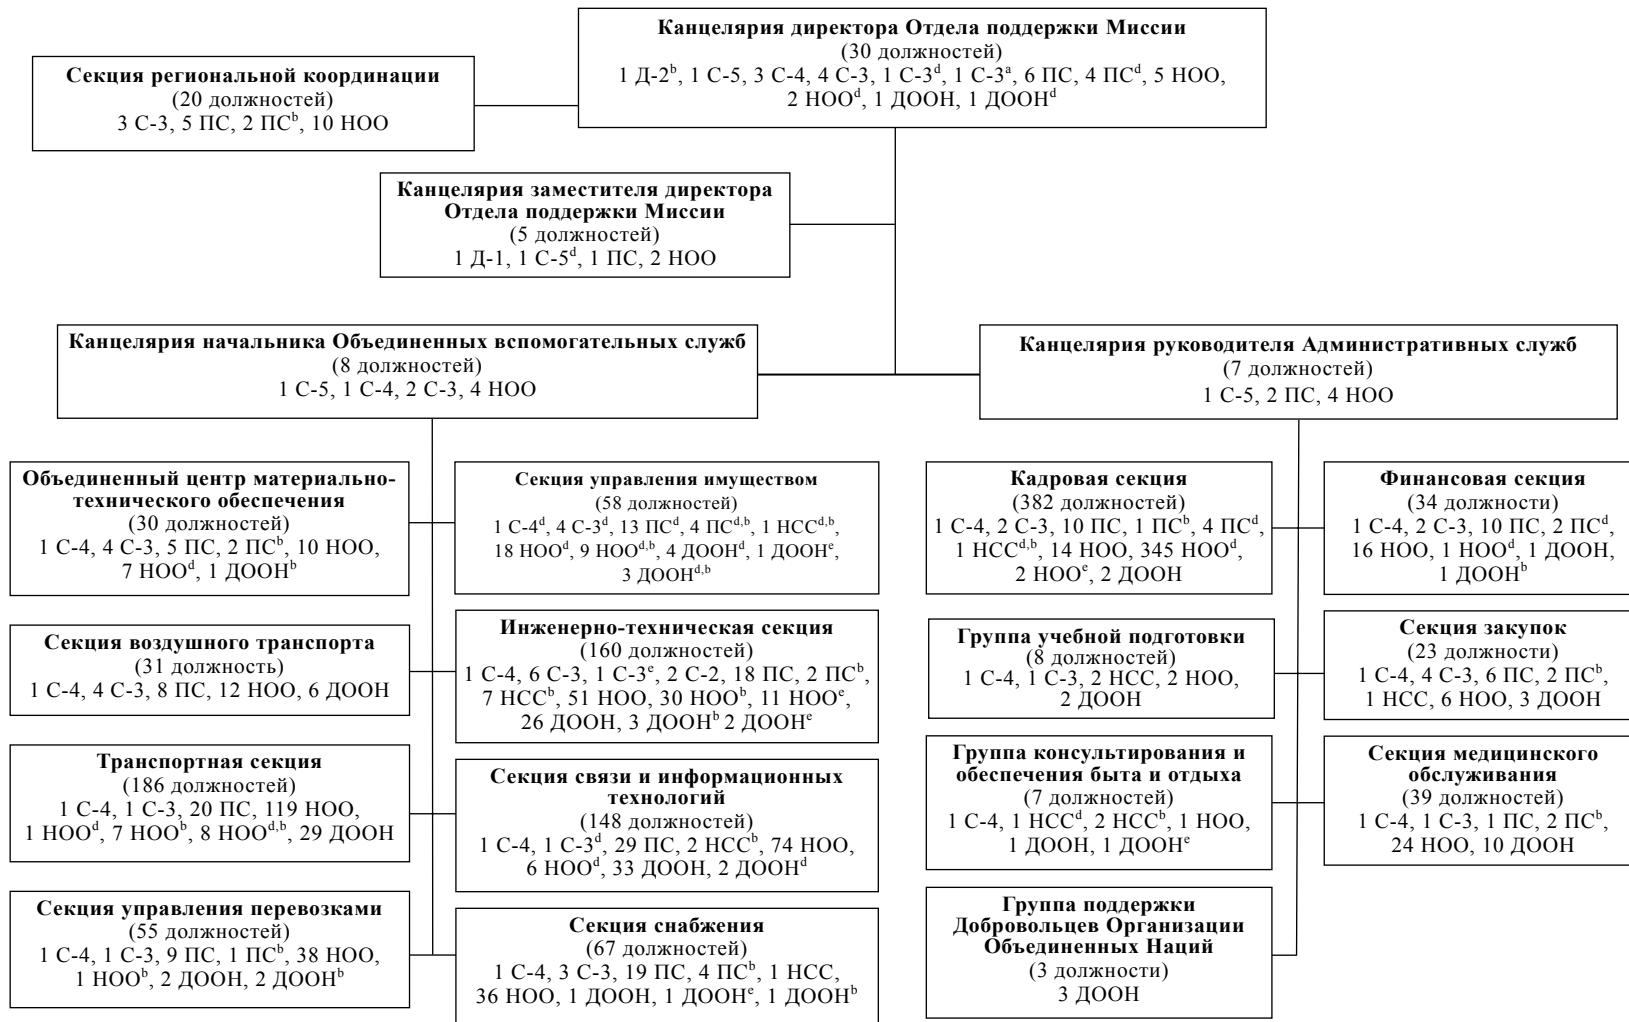 Канцелярия директора Отдела поддержки Миссии
(30 должностей)
1 Д-2ᵇ, 1 С-5, 3 С-4, 4 С-3, 1 С-3ᵈ, 1 С-3ᵃ, 6 ПС, 4 ПСᵈ, 5 НОО,
2 НООᵈ, 1 ДООН, 1 ДООНᵈ
Секция региональной координации
(20 должностей)
3 С-3, 5 ПС, 2 ПСᵇ, 10 НОО
Канцелярия заместителя директора
Отдела поддержки Миссии
(5 должностей)
1 Д-1, 1 С-5ᵈ, 1 ПС, 2 НОО
Канцелярия начальника Объединенных вспомогательных служб
(8 должностей)
1 С-5, 1 С-4, 2 С-3, 4 НОО
Канцелярия руководителя Административных служб
(7 должностей)
1 С-5, 2 ПС, 4 НОО
Объединенный центр материально-
технического обеспечения
(30 должностей)
1 С-4, 4 С-3, 5 ПС, 2 ПСᵇ, 10 НОО,
7 НООᵈ, 1 ДООНᵇ
Секция управления имуществом
(58 должностей)
1 С-4ᵈ, 4 С-3ᵈ, 13 ПСᵈ, 4 ПСᵈ,ᵇ, 1 НССᵈ,ᵇ,
18 НООᵈ, 9 НООᵈ,ᵇ, 4 ДООНᵈ, 1 ДООНᵉ,
3 ДООНᵈ,ᵇ
Кадровая секция
(382 должностей)
1 С-4, 2 С-3, 10 ПС, 1 ПСᵇ, 4 ПСᵈ,
1 НССᵈ,ᵇ, 14 НОО, 345 НООᵈ,
2 НООᵉ, 2 ДООН
Финансовая секция
(34 должности)
1 С-4, 2 С-3, 10 ПС, 2 ПСᵈ,
16 НОО, 1 НООᵈ, 1 ДООН,
1 ДООНᵇ
Секция воздушного транспорта
(31 должность)
1 С-4, 4 С-3, 8 ПС, 12 НОО, 6 ДООН
Инженерно-техническая секция
(160 должностей)
1 С-4, 6 С-3, 1 С-3ᵉ, 2 С-2, 18 ПС, 2 ПСᵇ,
7 НССᵇ, 51 НОО, 30 НООᵇ, 11 НООᵉ,
26 ДООН, 3 ДООНᵇ 2 ДООНᵉ
Группа учебной подготовки
(8 должностей)
1 С-4, 1 С-3, 2 НСС, 2 НОО,
2 ДООН
Секция закупок
(23 должности)
1 С-4, 4 С-3, 6 ПС, 2 ПСᵇ,
1 НСС, 6 НОО, 3 ДООН
Транспортная секция
(186 должностей)
1 С-4, 1 С-3, 20 ПС, 119 НОО,
1 НООᵈ, 7 НООᵇ, 8 НООᵈ,ᵇ, 29 ДООН
Секция связи и информационных
технологий
(148 должностей)
1 С-4, 1 С-3ᵈ, 29 ПС, 2 НССᵇ, 74 НОО,
6 НООᵈ, 33 ДООН, 2 ДООНᵈ
Группа консультирования и
обеспечения быта и отдыха
(7 должностей)
1 С-4, 1 НССᵈ, 2 НССᵇ, 1 НОО,
1 ДООН, 1 ДООНᵉ
Секция медицинского
обслуживания
(39 должностей)
1 С-4, 1 С-3, 1 ПС, 2 ПСᵇ,
24 НОО, 10 ДООН
Секция управления перевозками
(55 должностей)
1 С-4, 1 С-3, 9 ПС, 1 ПСᵇ, 38 НОО,
1 НООᵇ, 2 ДООН, 2 ДООНᵇ
Секция снабжения
(67 должностей)
1 С-4, 3 С-3, 19 ПС, 4 ПСᵇ, 1 НСС,
36 НОО, 1 ДООН, 1 ДООНᵉ, 1 ДООНᵇ
Группа поддержки
Добровольцев Организации
Объединенных Наций
(3 должности)
3 ДООН